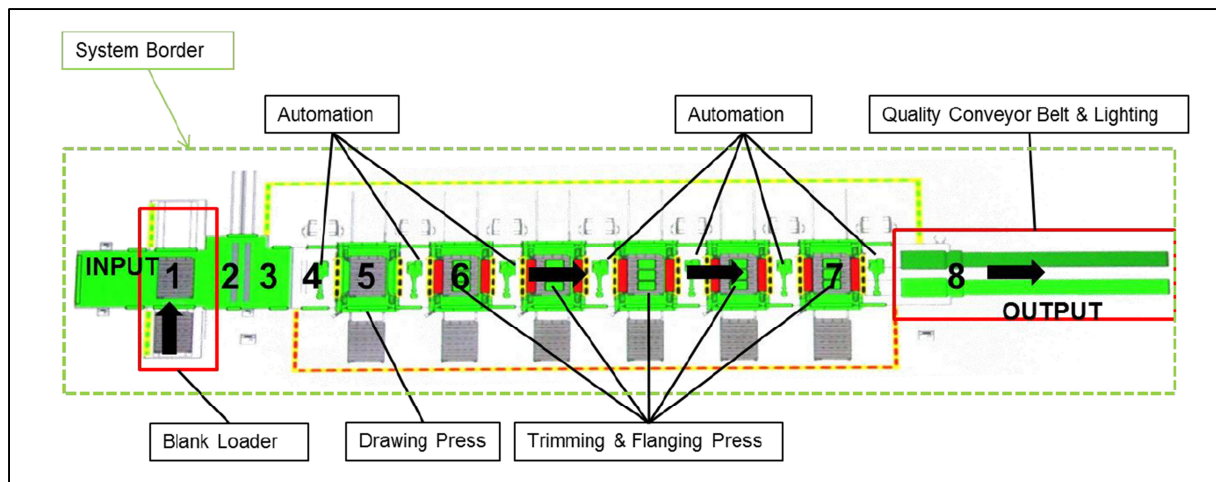 System Border
Automation
Automation
Quality Conveyor Belt & Lighting
INPUT
1
2
3
4
5
6
7
8
OUTPUT
Blank Loader
Drawing Press
Trimming & Flanging Press